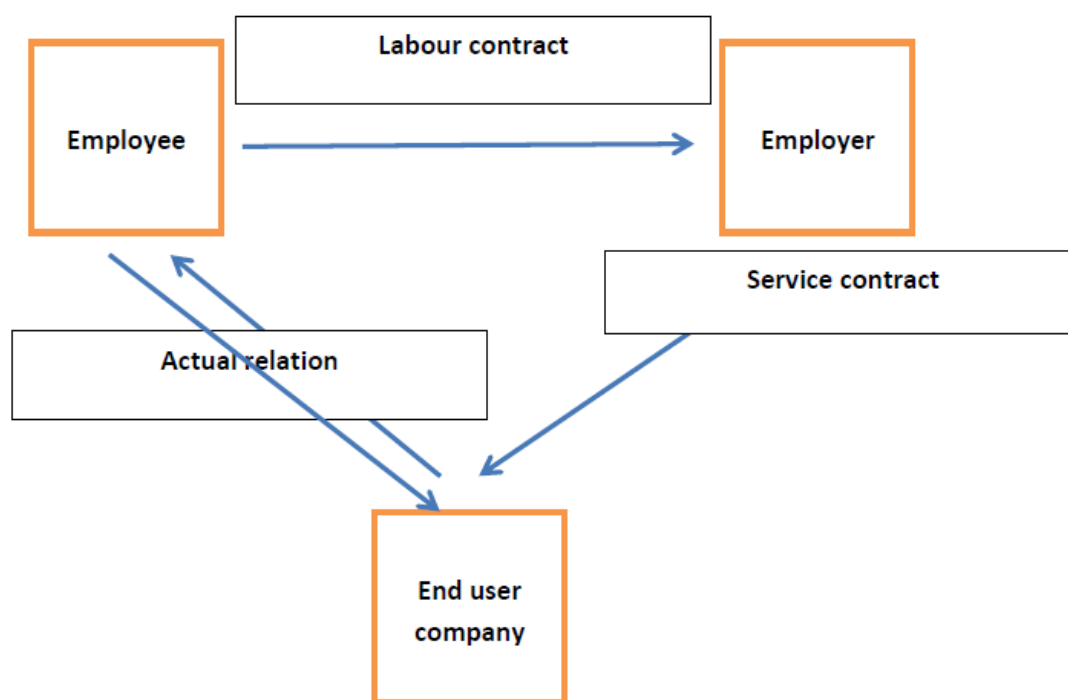 Labour contract
Employee
Employer
Service contract
Actual relation
End user
company